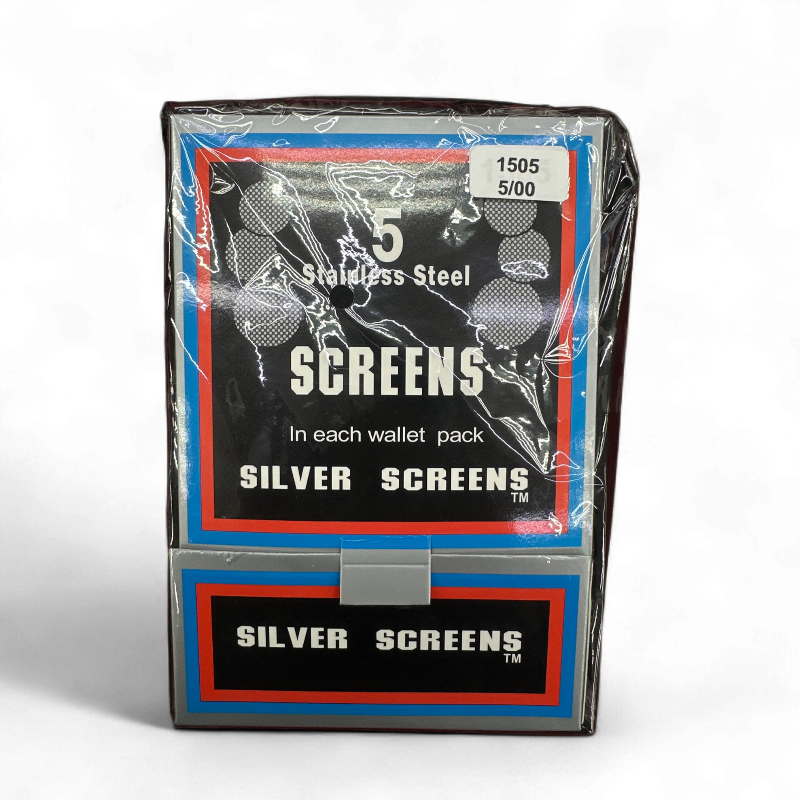 1505
5/00
5
Stainless Steel
SCREENS
In each wallet pack
SILVER SCREENS
TM
SILVER SCREENS
TM